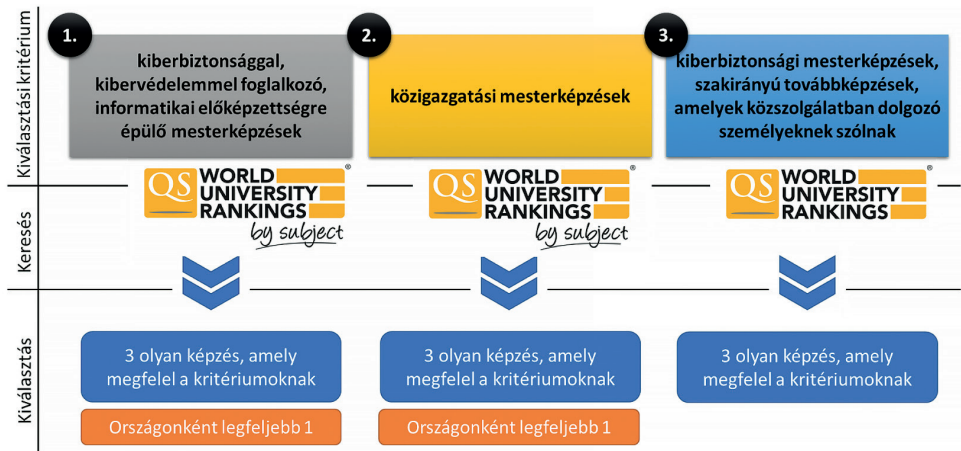 Kiválasztási kritérium
1.
kiberbiztonsággal,
kibervédelemmel foglalkozó,
informatikai előképzettségre
épülő mesterképzések
2.
közigazgatási mesterképzések
3.
kiberbiztonsági mesterképzések,
szakirányú továbbképzések,
amelyek közszolgálatban dolgozó
személyeknek szólnak
Keresés
QS WORLD
UNIVERSITY
RANKINGS
by subject
®
QS WORLD
UNIVERSITY
RANKINGS
by subject
®
QS WORLD
UNIVERSITY
RANKINGS
®
Kiválasztás
3 olyan képzés, amely
megfelel a kritériumoknak
Országonként legfeljebb 1
3 olyan képzés, amely
megfelel a kritériumoknak
Országonként legfeljebb 1
3 olyan képzés, amely
megfelel a kritériumoknak